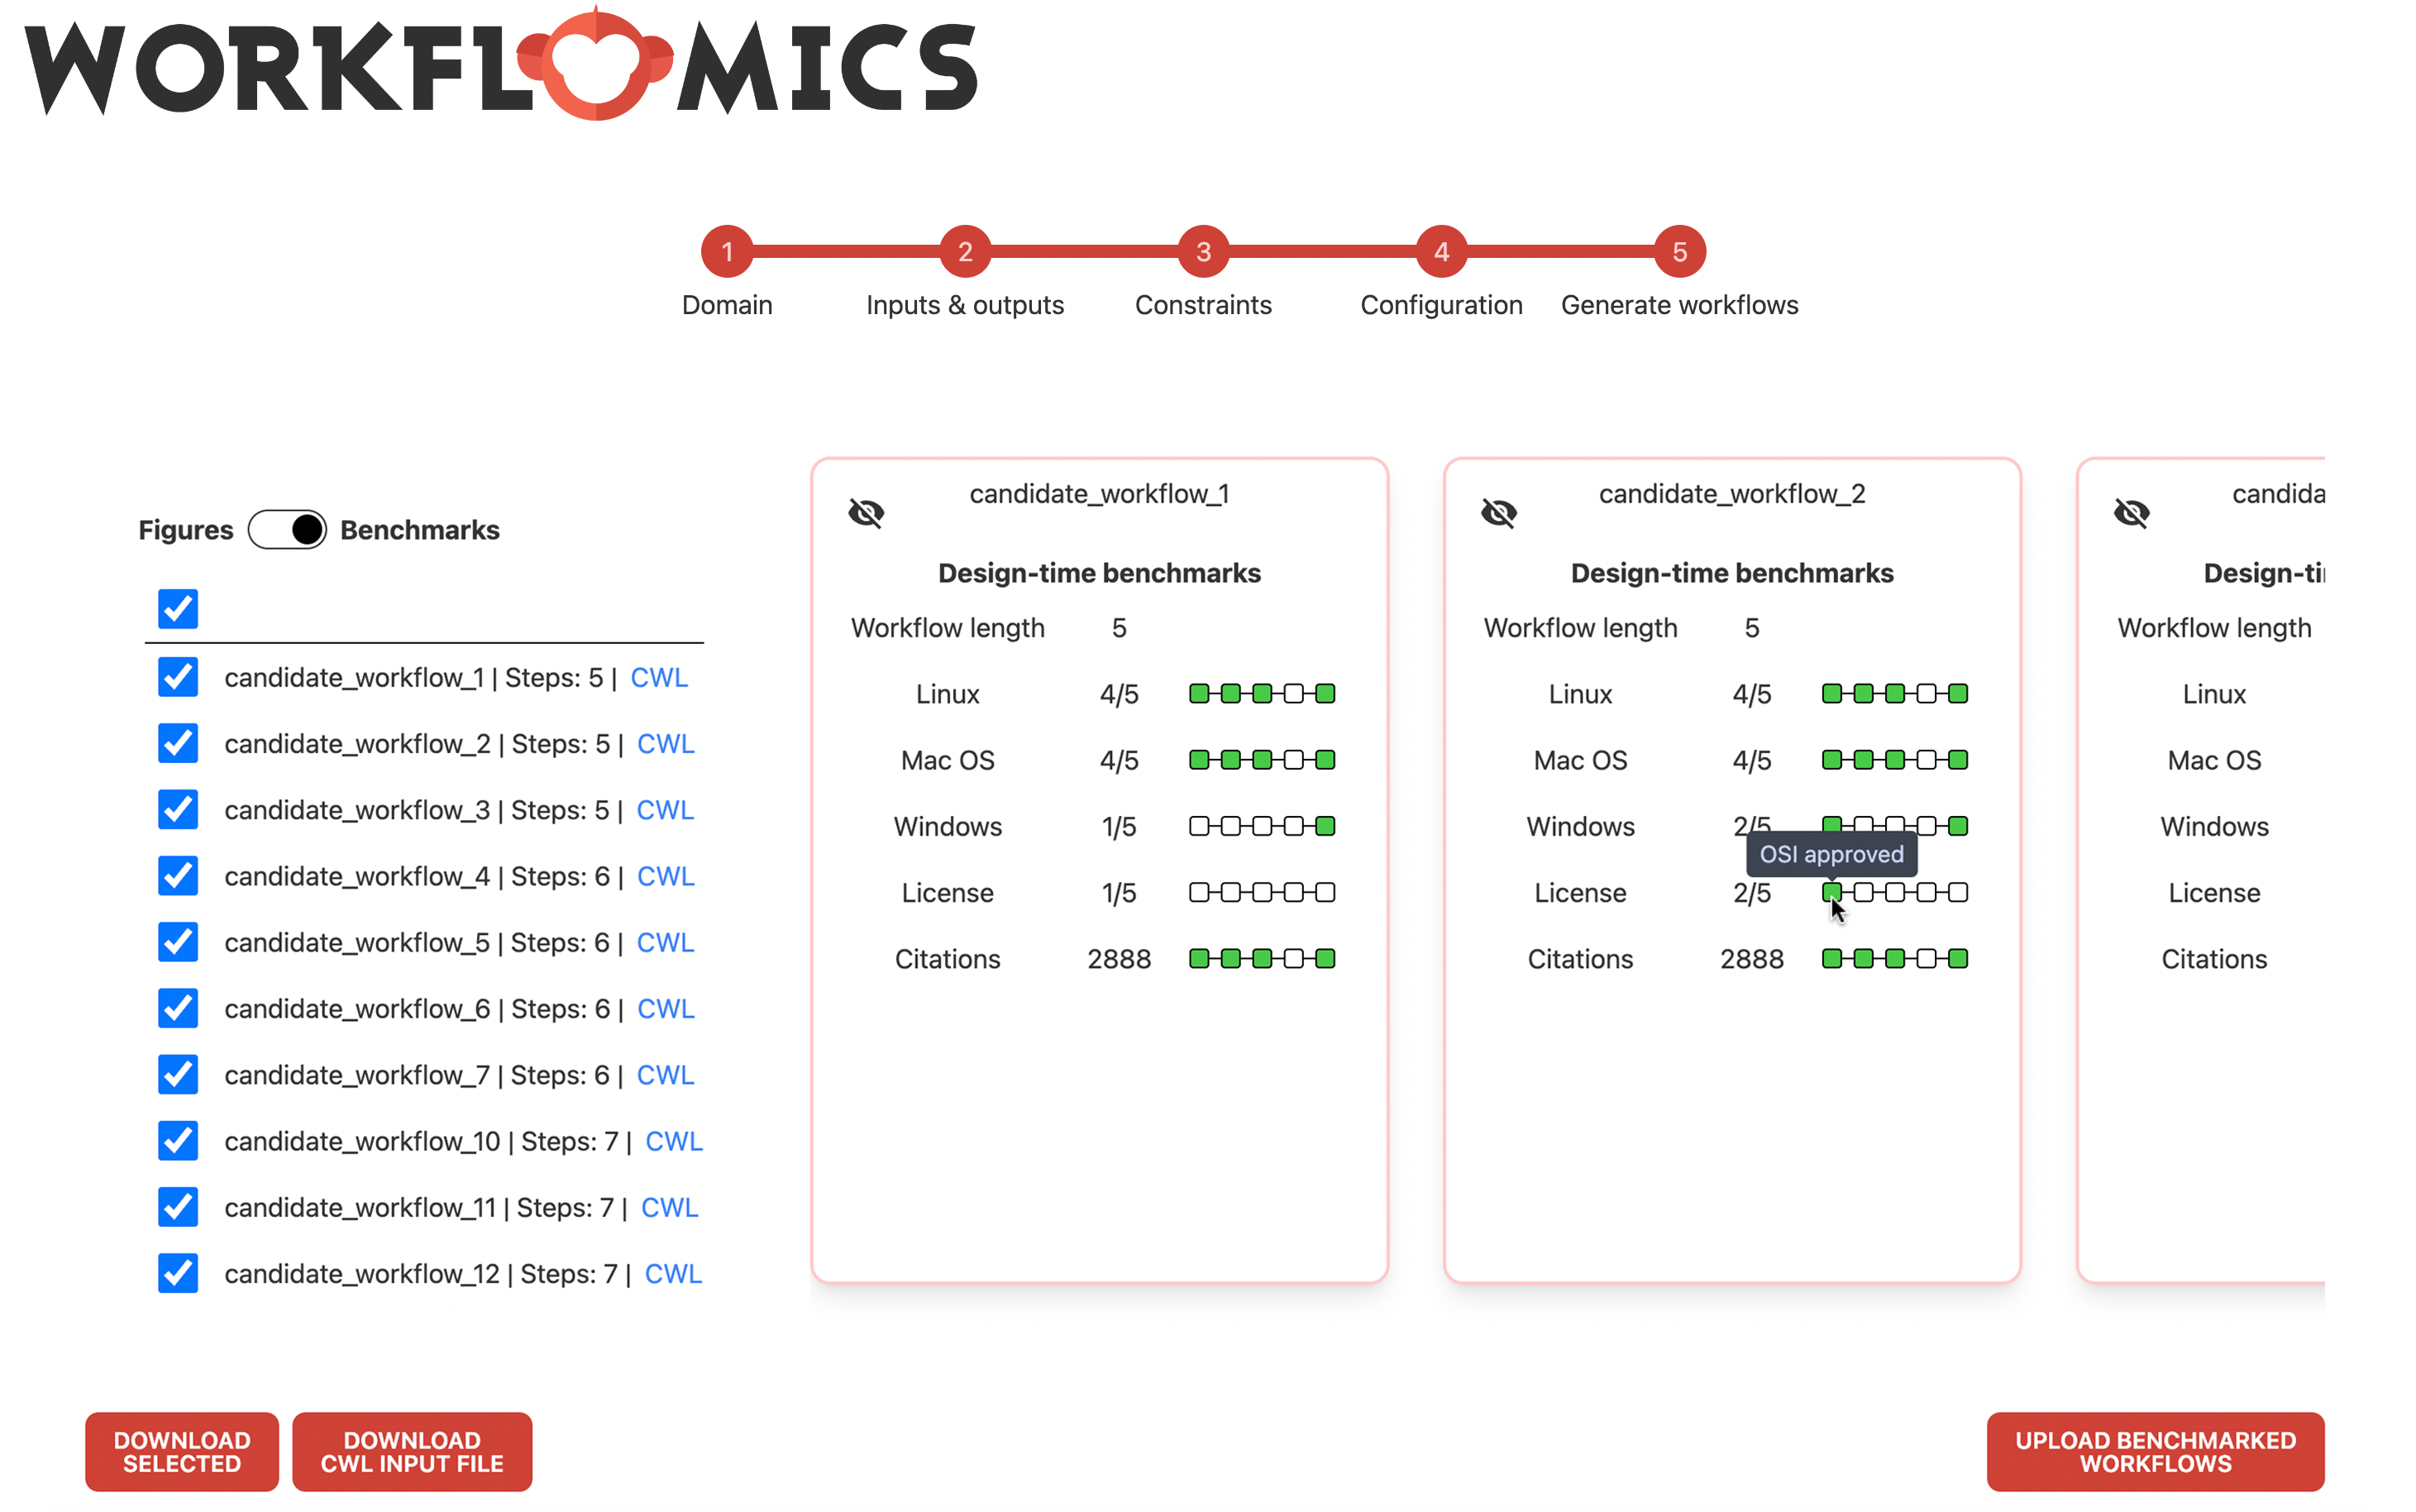 WORKFLOMICS
1 2 3 4 5
Domain Inputs & outputs Constraints Configuration Generate workflows
Figures Benchmarks
candidate_workflow_1 | Steps: 5 | CWL
candidate_workflow_2 | Steps: 5 | CWL
candidate_workflow_3 | Steps: 5 | CWL
candidate_workflow_4 | Steps: 6 | CWL
candidate_workflow_5 | Steps: 6 | CWL
candidate_workflow_6 | Steps: 6 | CWL
candidate_workflow_7 | Steps: 6 | CWL
candidate_workflow_10 | Steps: 7 | CWL
candidate_workflow_11 | Steps: 7 | CWL
candidate_workflow_12 | Steps: 7 | CWL
candidate_workflow_1
Design-time benchmarks
Workflow length 5
Linux 4/5
Mac OS 4/5
Windows 1/5
License 1/5
Citations 2888
candidate_workflow_2
Design-time benchmarks
Workflow length 5
Linux 4/5
Mac OS 4/5
Windows 2/5
OSI approved
License 2/5
Citations 2888
candida
Design-ti
Workflow length
Linux
Mac OS
Windows
License
Citations
DOWNLOAD
SELECTED
DOWNLOAD
CWL INPUT FILE
UPLOAD BENCHMARKED
WORKFLOWS